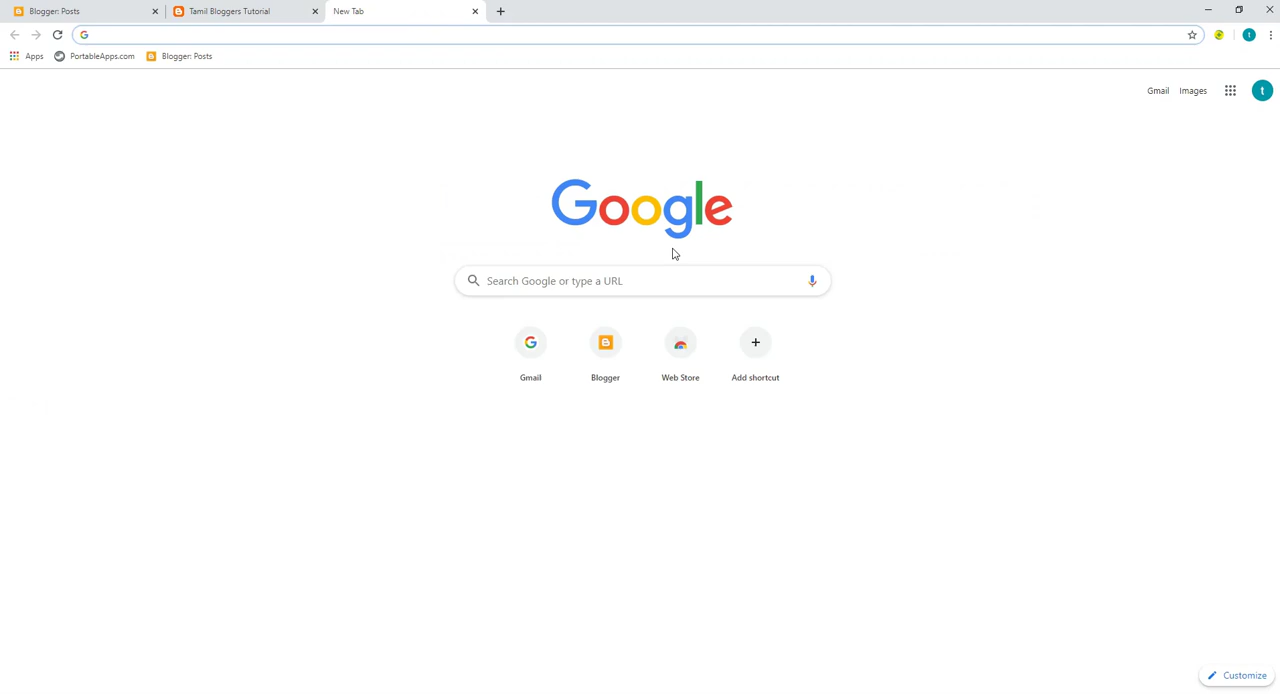 Blogger: Posts
Tamil Bloggers Tutorial
New Tab
Apps
PortableApps.com
Blogger: Posts
Gmail
Images
t
t
Google
Search Google or type a URL
Gmail
Blogger
Web Store
Add shortcut
Customize